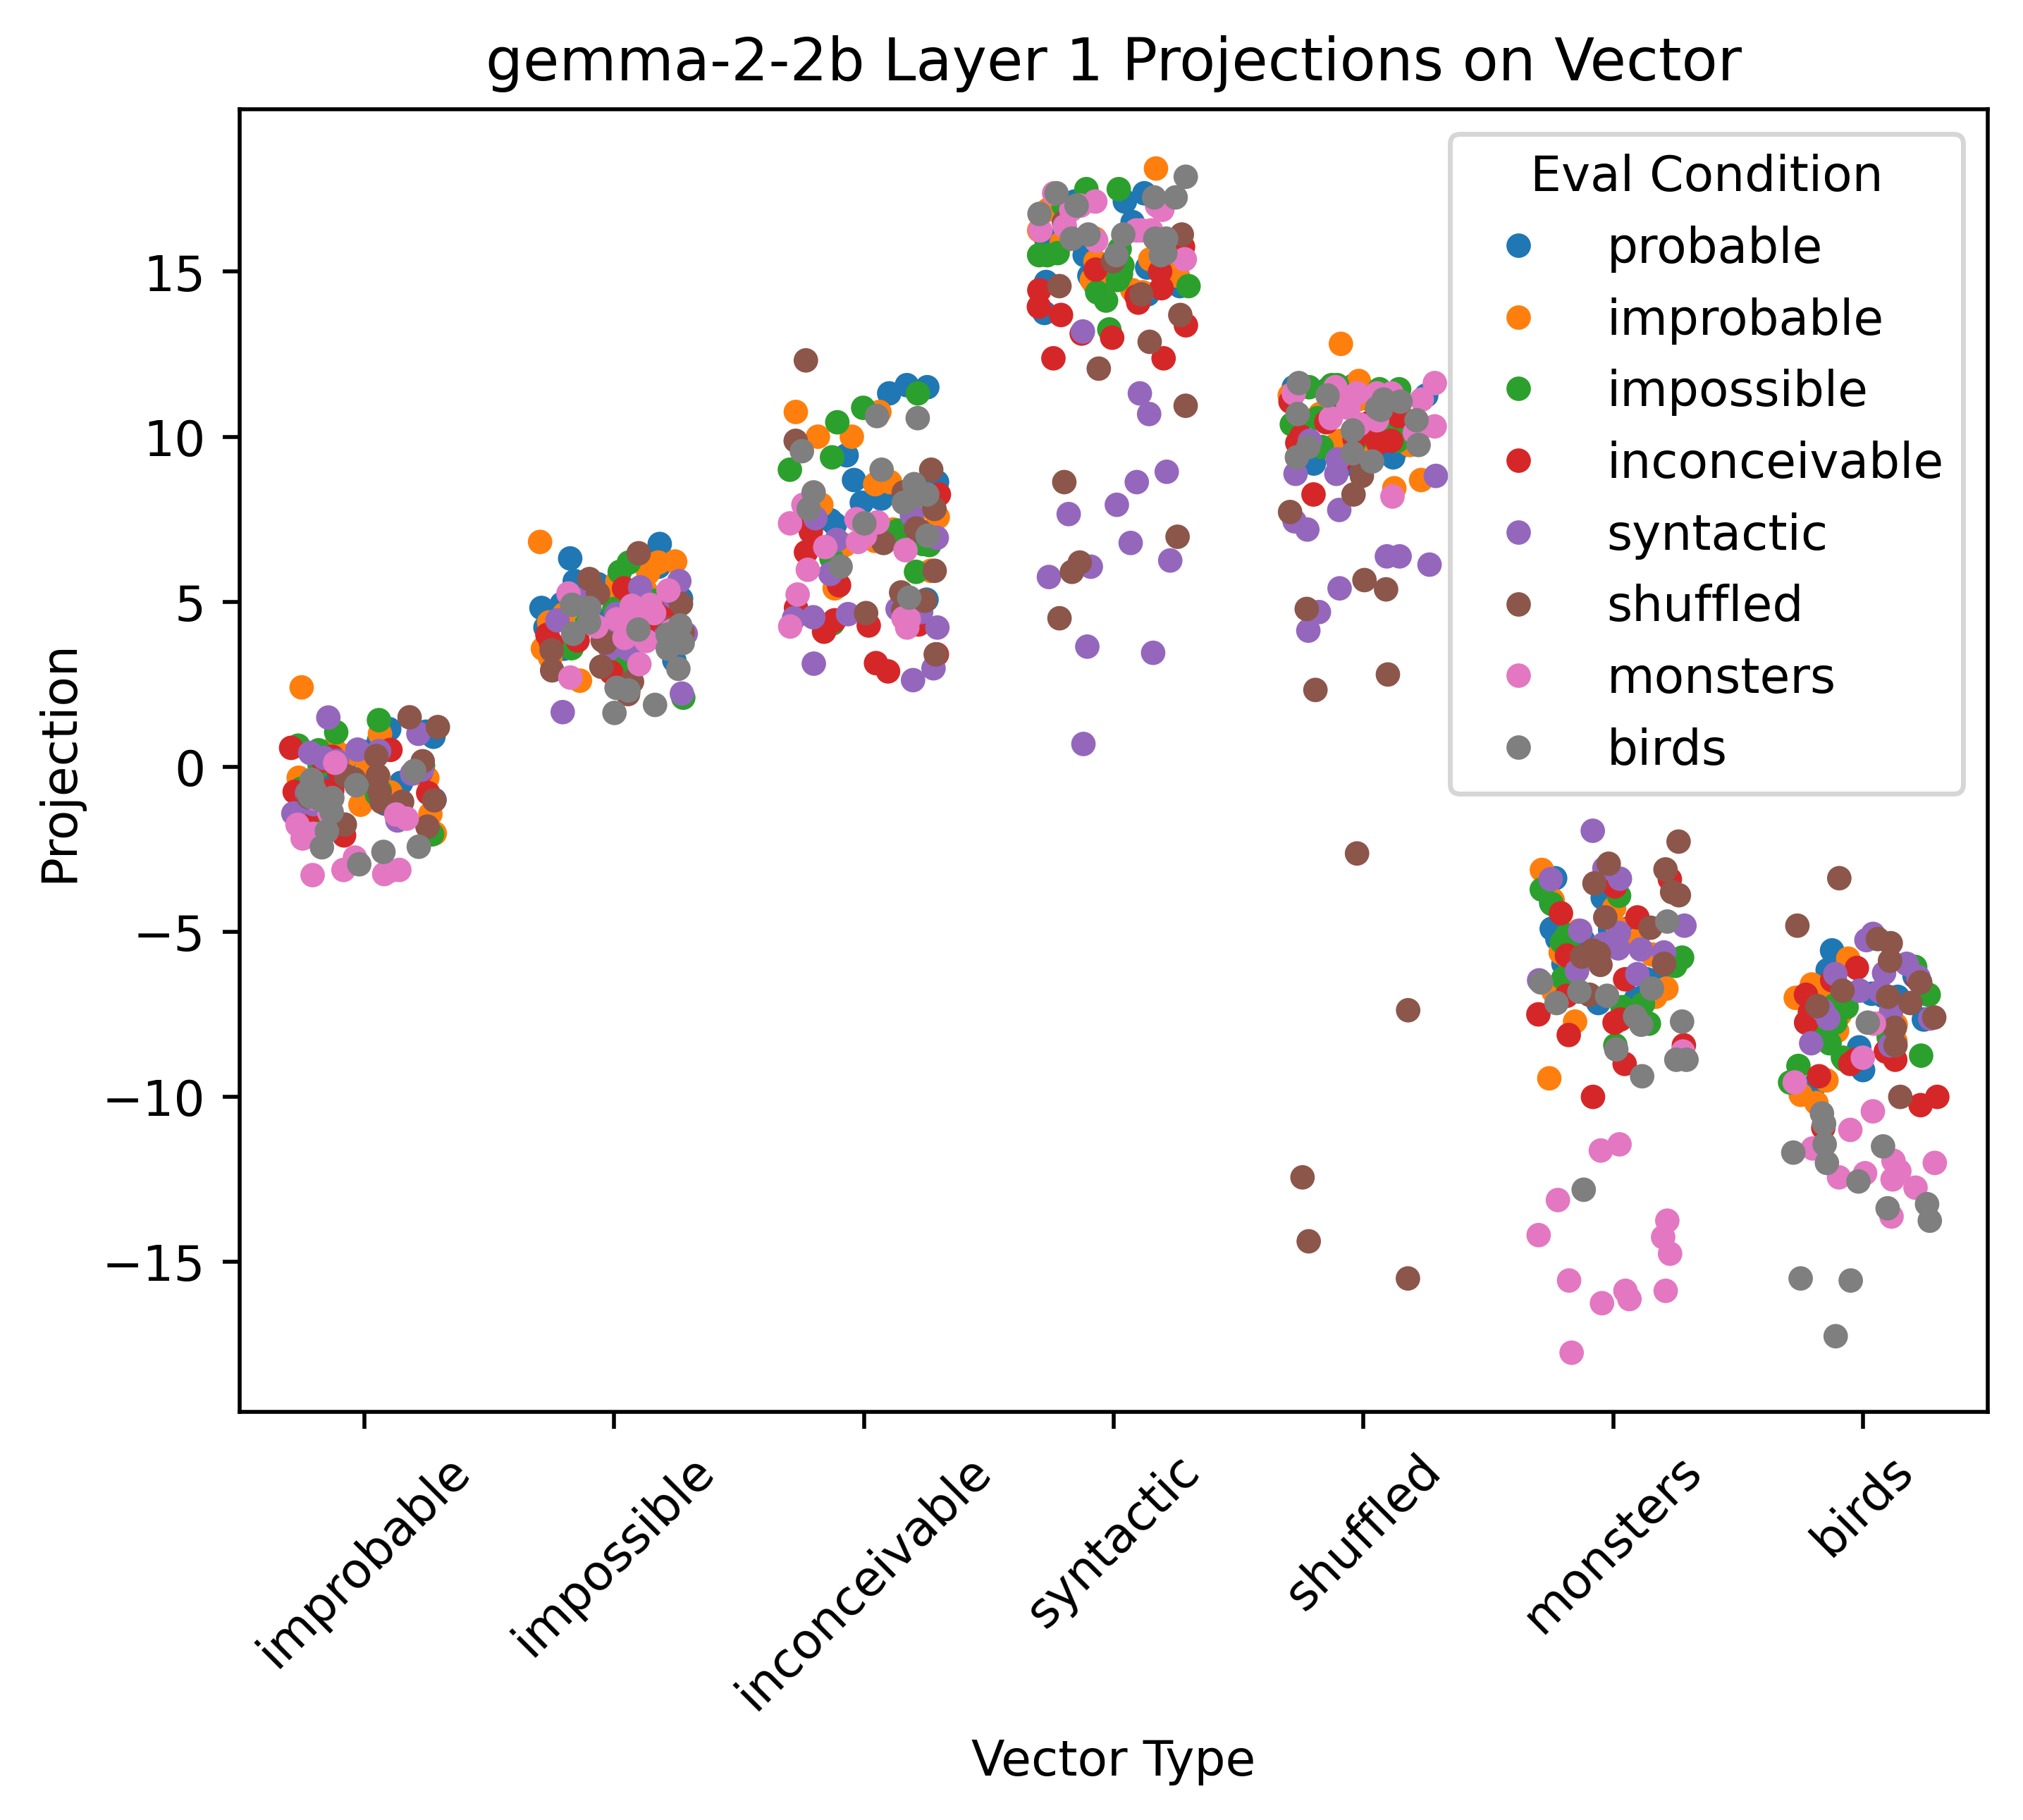 gemma-2-2b Layer 1 Projections on Vector
Eval Condition
probable
improbable
impossible
inconceivable
syntactic
shuffled
monsters
birds
Projection
15
10
5
0
−5
−10
−15
improbable
impossible
inconceivable
syntactic
shuffled
monsters
birds
Vector Type